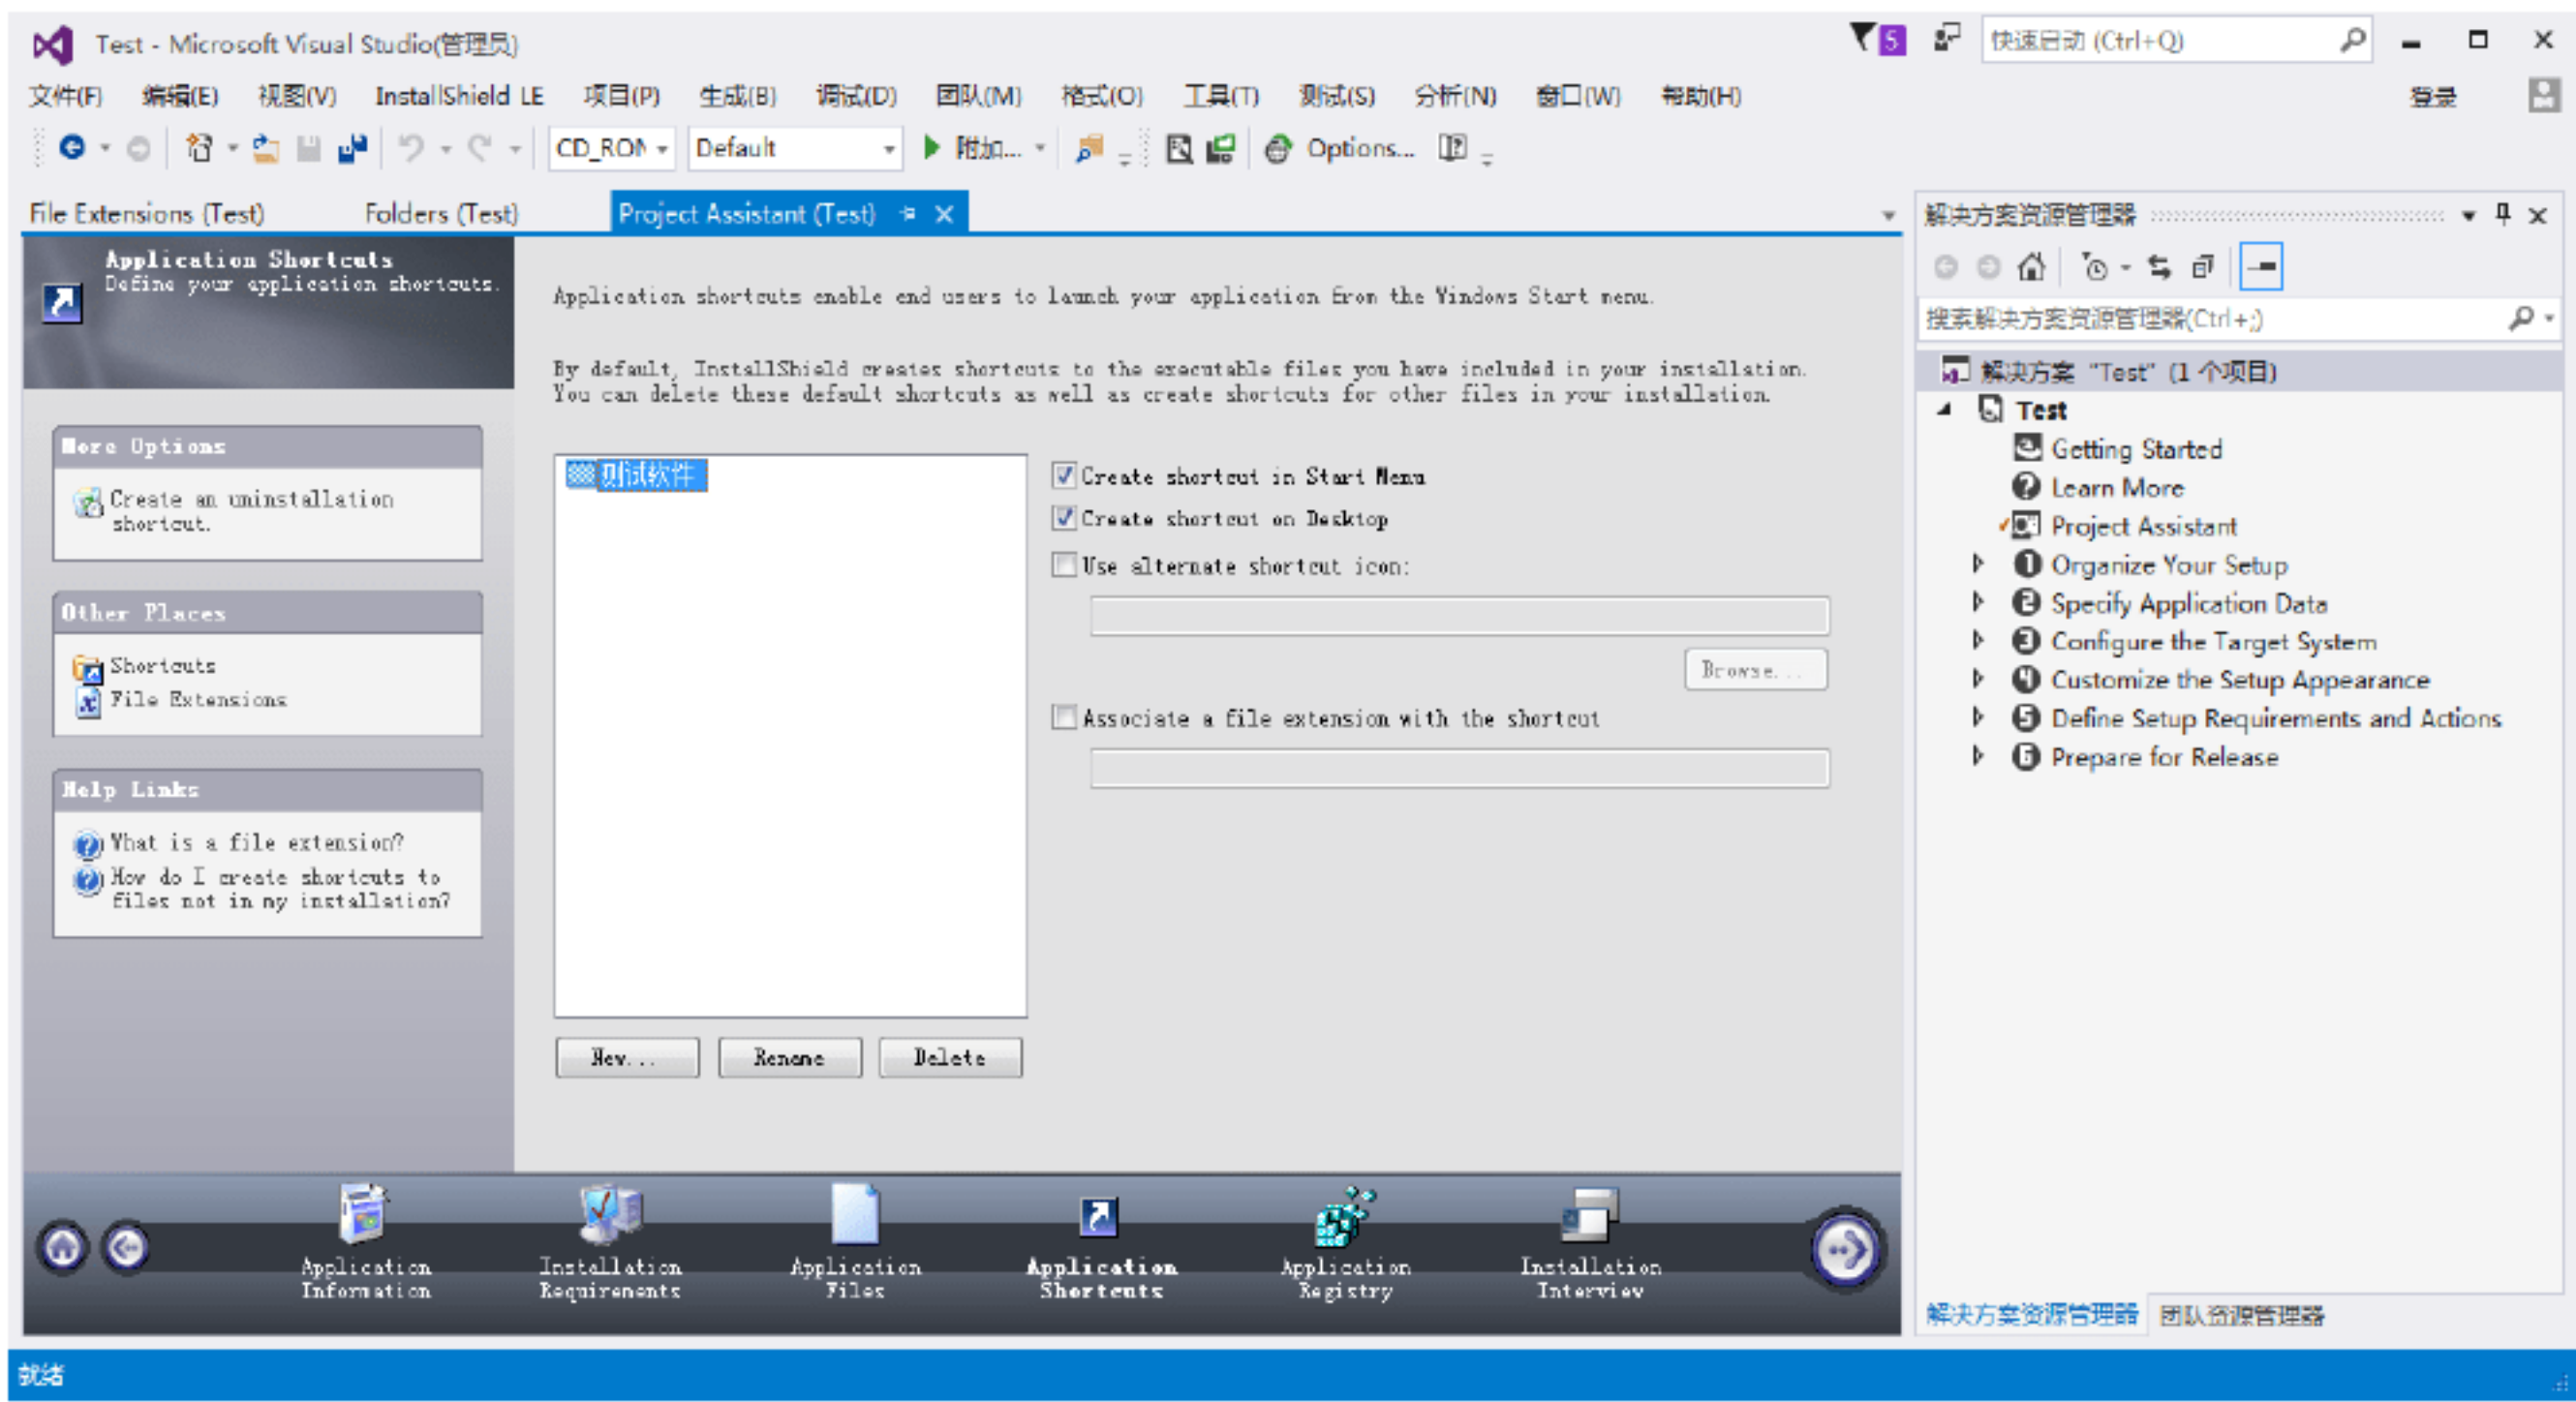 Test - Microsoft Visual Studio(管理员)
5
快速启动 (Ctrl+Q)
文件(F) 编辑(E) 视图(V) InstallShield LE 项目(P) 生成(B) 调试(D) 团队(M) 格式(O) 工具(T) 测试(S) 分析(N) 窗口(W) 帮助(H)
登录
CD_RON Default 附加... Options...
File Extensions (Test) Folders (Test) Project Assistant (Test)
Application Shortcuts
Define your application shortcuts.
More Options
Create an uninstallation
shortcut.
Other Places
Shortcuts
File Extensions
Help Links
What is a file extension?
How do I create shortcuts to
files not in my installation?
Application shortcuts enable end users to launch your application from the Windows Start menu.
By default, InstallShield creates shortcuts to the executable files you have included in your installation.
You can delete these default shortcuts as well as create shortcuts for other files in your installation.
测试软件
Create shortcut in Start Menu
Create shortcut on Desktop
Use alternate shortcut icon:
Browse...
Associate a file extension with the shortcut
New... Rename Delete
Application
Information
Installation
Requirements
Application
Files
Application
Shortcuts
Application
Registry
Installation
Interview
解决方案资源管理器
搜索解决方案资源管理器(Ctrl+;)
解决方案 "Test" (1 个项目)
Test
Getting Started
Learn More
Project Assistant
1 Organize Your Setup
2 Specify Application Data
3 Configure the Target System
4 Customize the Setup Appearance
5 Define Setup Requirements and Actions
6 Prepare for Release
解决方案资源管理器 团队资源管理器
就绪